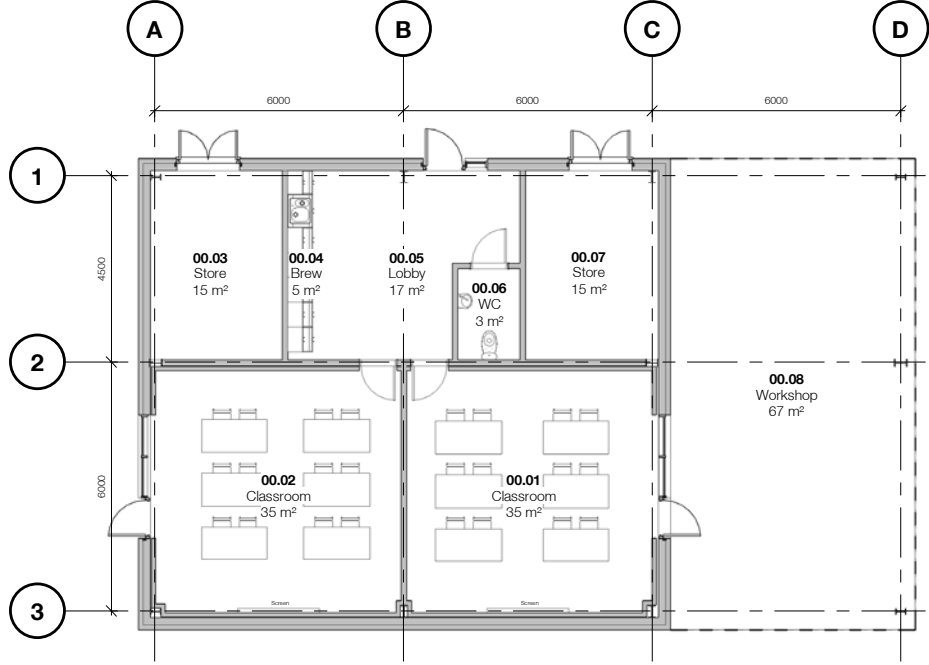 A
B
C
D
6000
6000
6000
1
4500
00.03
Store
15 m²
00.04
Brew
5 m²
00.05
Lobby
17 m²
00.06
WC
3 m²
00.07
Store
15 m²
2
00.08
Workshop
67 m²
6000
00.02
Classroom
35 m²
00.01
Classroom
35 m²
Screen
Screen
3